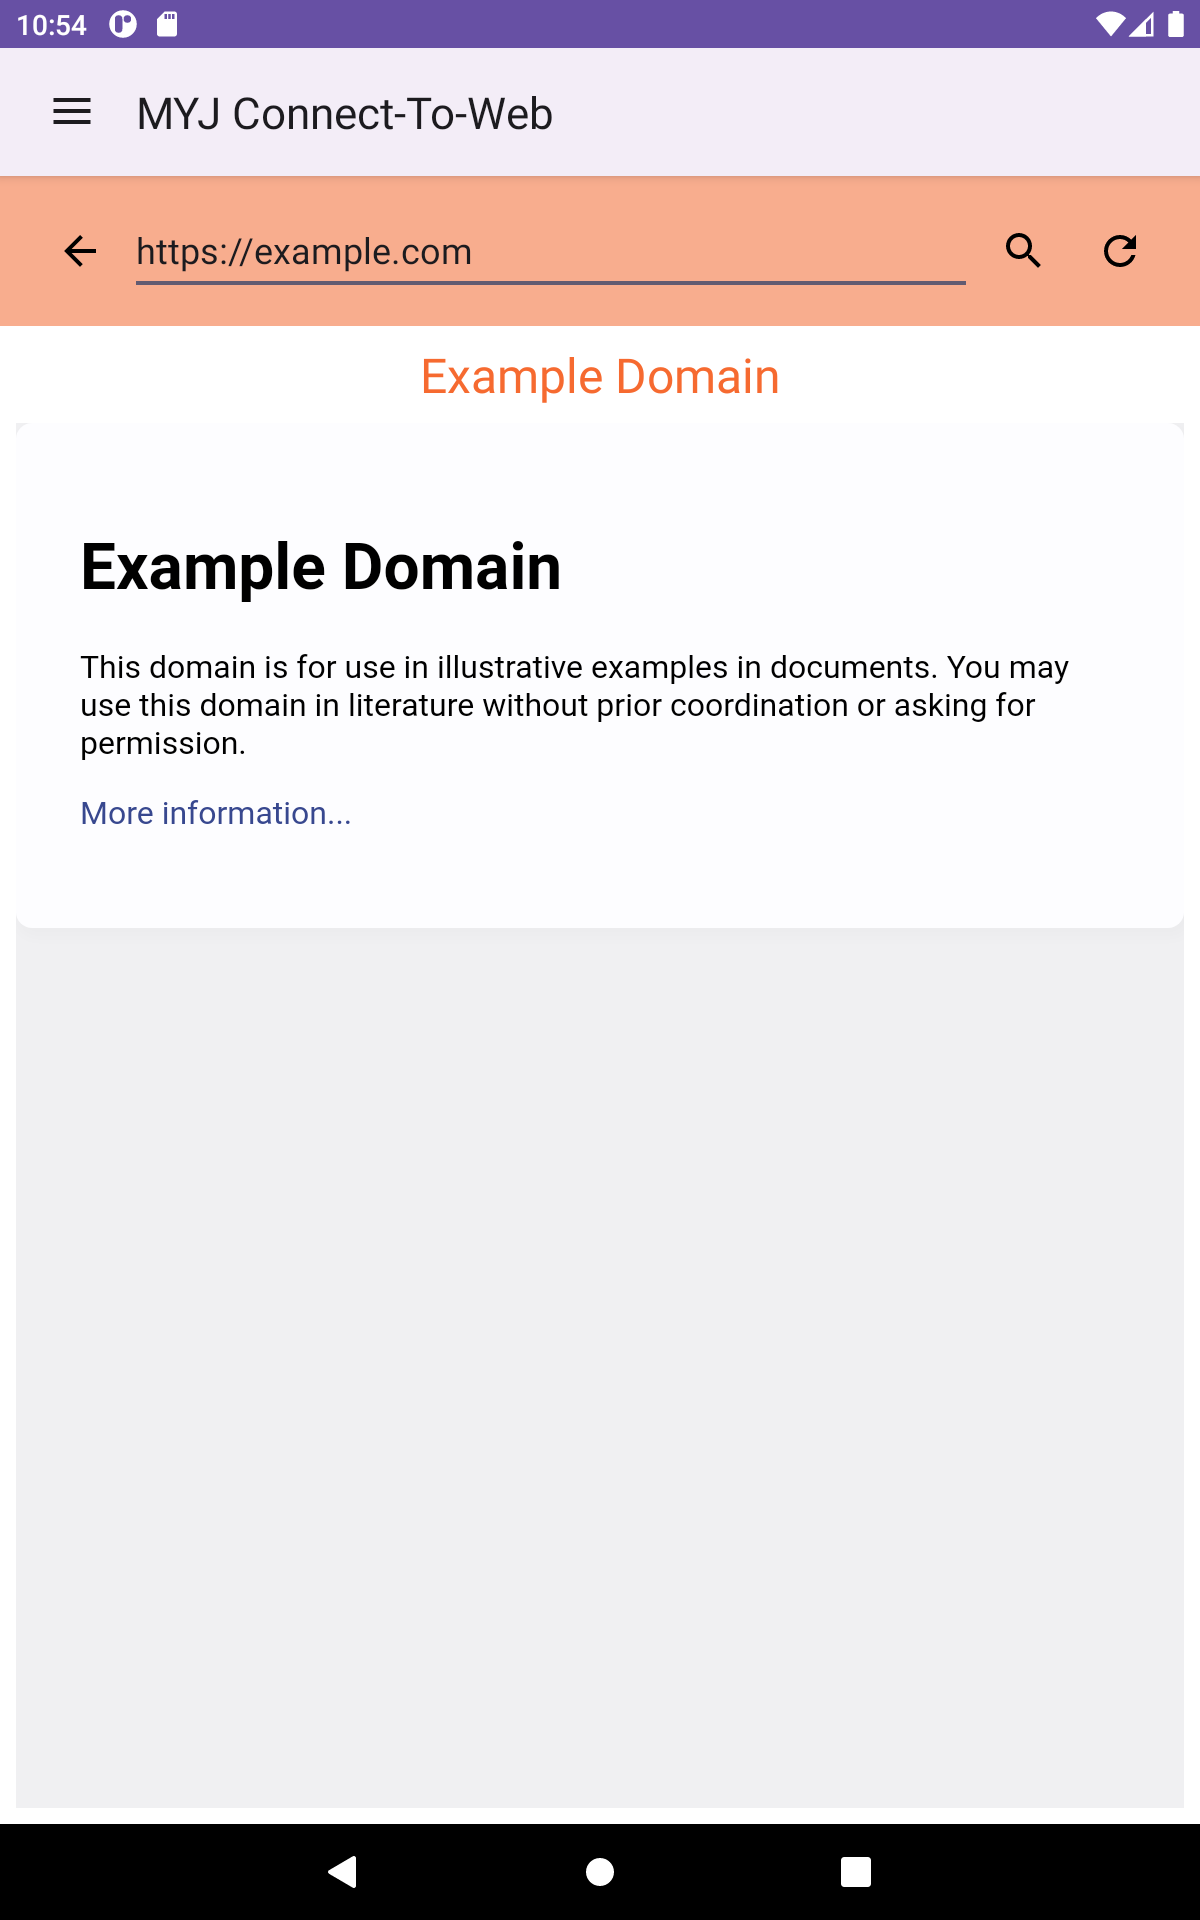 10:54
MYJ Connect-To-Web
https://example.com
Example Domain
Example Domain
This domain is for use in illustrative examples in documents. You may
use this domain in literature without prior coordination or asking for
permission.
More information...